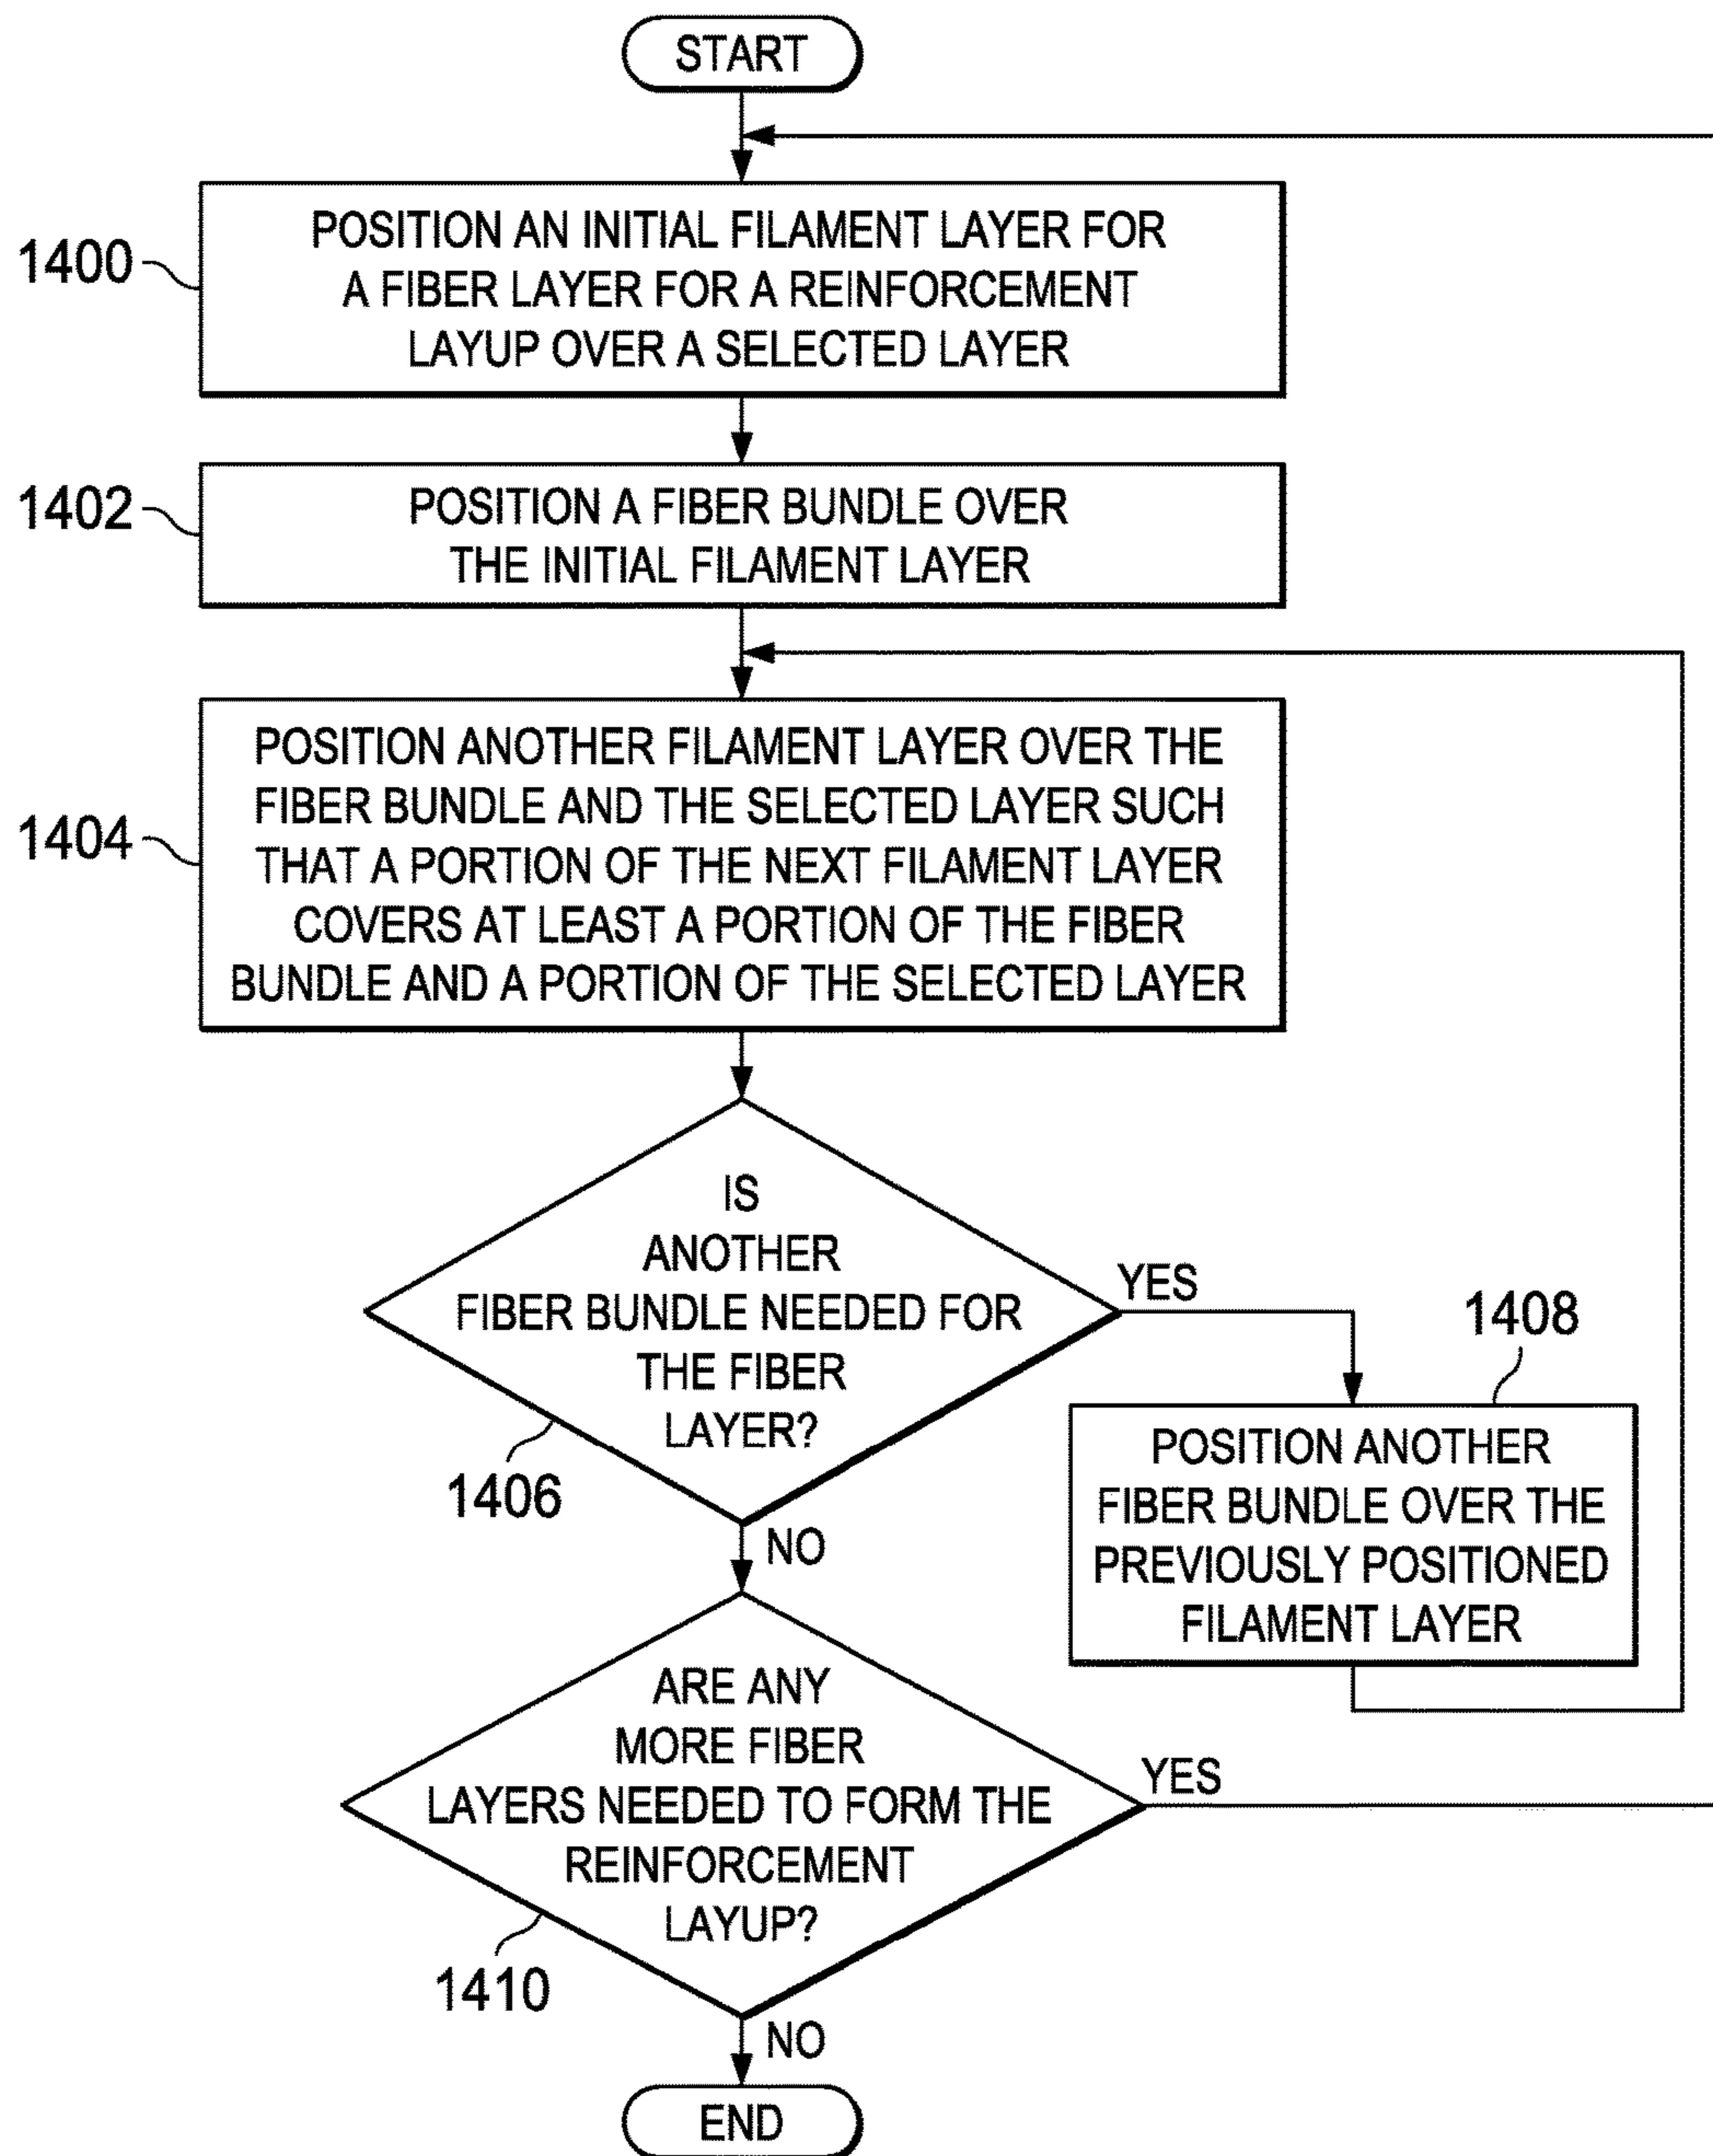 START
1400
POSITION AN INITIAL FILAMENT LAYER FOR
A FIBER LAYER FOR A REINFORCEMENT
LAYUP OVER A SELECTED LAYER
1402
POSITION A FIBER BUNDLE OVER
THE INITIAL FILAMENT LAYER
1404
POSITION ANOTHER FILAMENT LAYER OVER THE
FIBER BUNDLE AND THE SELECTED LAYER SUCH
THAT A PORTION OF THE NEXT FILAMENT LAYER
COVERS AT LEAST A PORTION OF THE FIBER
BUNDLE AND A PORTION OF THE SELECTED LAYER
IS
ANOTHER
FIBER BUNDLE NEEDED FOR
THE FIBER
LAYER?
1406
YES
NO
1408
POSITION ANOTHER
FIBER BUNDLE OVER THE
PREVIOUSLY POSITIONED
FILAMENT LAYER
ARE ANY
MORE FIBER
LAYERS NEEDED TO FORM THE
REINFORCEMENT
LAYUP?
1410
YES
NO
END